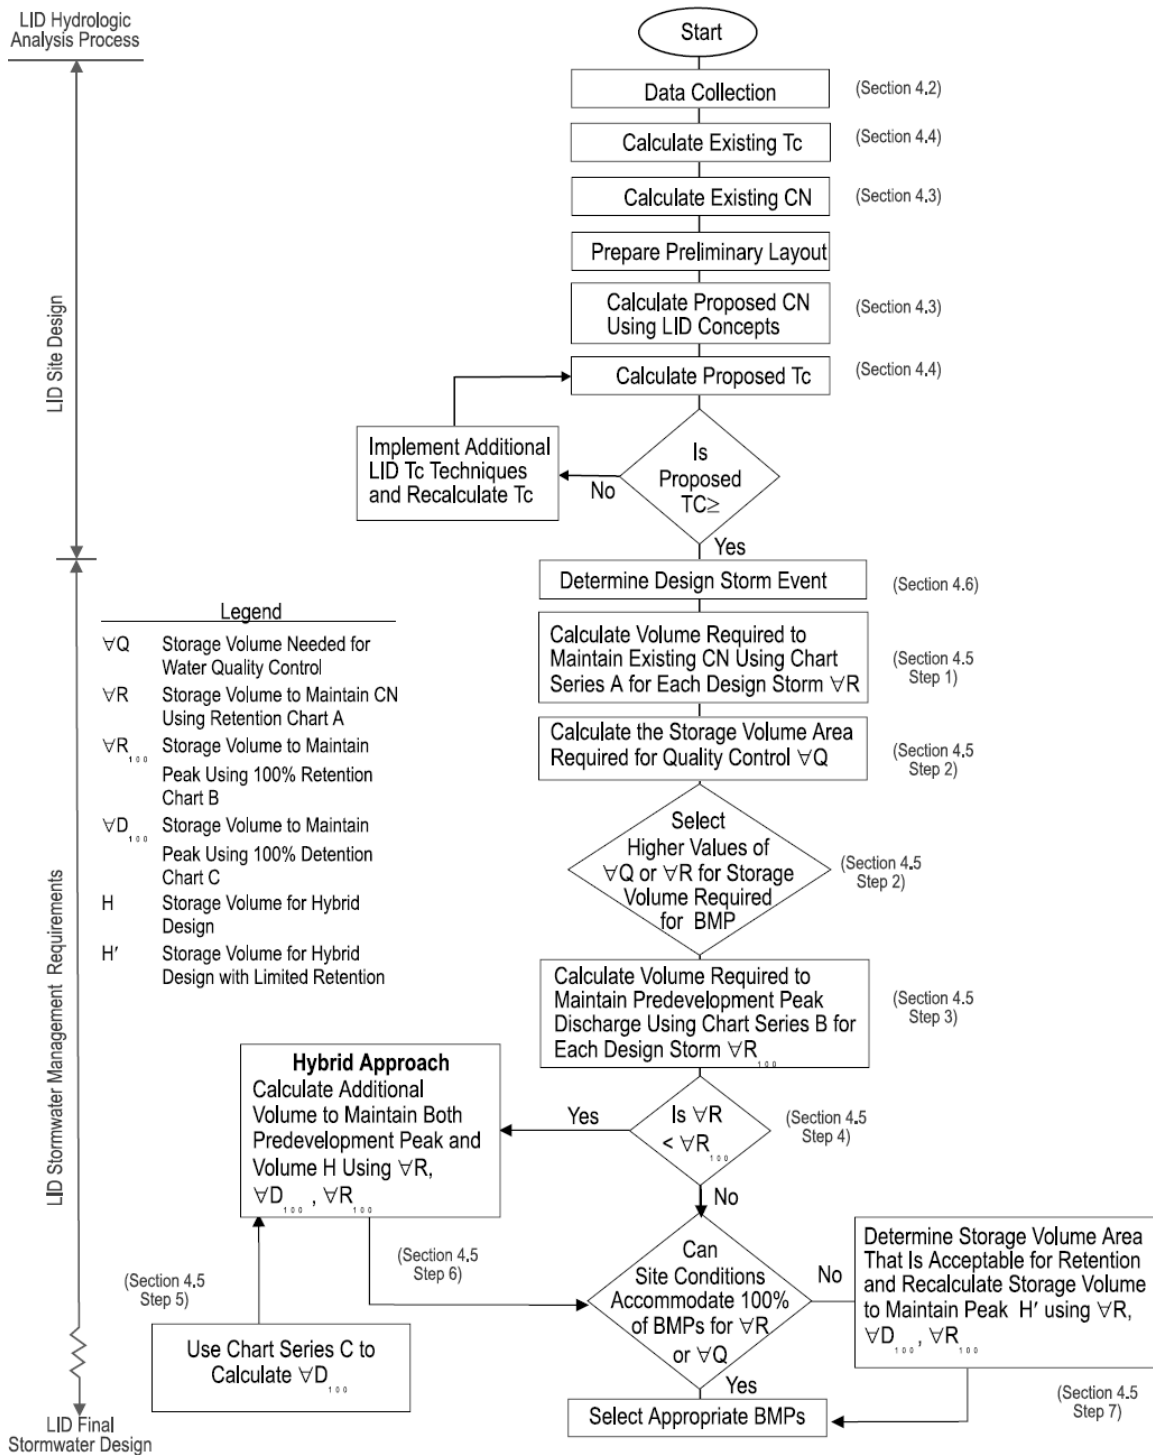 LID Hydrologic
Analysis Process
Start
Data Collection
(Section 4.2)
Calculate Existing Tc
(Section 4.4)
Calculate Existing CN
(Section 4.3)
Prepare Preliminary Layout
Calculate Proposed CN
Using LID Concepts
(Section 4.3)
Calculate Proposed Tc
(Section 4.4)
LID Site Design
Implement Additional
LID Tc Techniques
and Recalculate Tc
No
Is
Proposed
TC≥
Yes
Determine Design Storm Event
(Section 4.6)
Calculate Volume Required to
Maintain Existing CN Using Chart
Series A for Each Design Storm ∀R
(Section 4.5
Step 1)
Calculate the Storage Volume Area
Required for Quality Control ∀Q
(Section 4.5
Step 2)
Select
Higher Values of
∀Q or ∀R for Storage
Volume Required
for BMP
(Section 4.5
Step 2)
Calculate Volume Required to
Maintain Predevelopment Peak
Discharge Using Chart Series B for
Each Design Storm ∀R100
(Section 4.5
Step 3)
Legend
∀Q Storage Volume Needed for
Water Quality Control
∀R Storage Volume to Maintain CN
Using Retention Chart A
∀R100 Storage Volume to Maintain
Peak Using 100% Retention
Chart B
∀D100 Storage Volume to Maintain
Peak Using 100% Detention
Chart C
H Storage Volume for Hybrid
Design
H′ Storage Volume for Hybrid
Design with Limited Retention
LID Stormwater Management Requirements
Hybrid Approach
Calculate Additional
Volume to Maintain Both
Predevelopment Peak and
Volume H Using ∀R,
∀D100 , ∀R100
Yes
Is ∀R
< ∀R100
(Section 4.5
Step 4)
No
(Section 4.5
Step 5)
(Section 4.5
Step 6)
Use Chart Series C to
Calculate ∀D100
Can
Site Conditions
Accommodate 100%
of BMPs for ∀R
or ∀Q
No
Determine Storage Volume Area
That Is Acceptable for Retention
and Recalculate Storage Volume
to Maintain Peak H′ using ∀R,
∀D100, ∀R100
Yes
Select Appropriate BMPs
(Section 4.5
Step 7)
LID Final
Stormwater Design